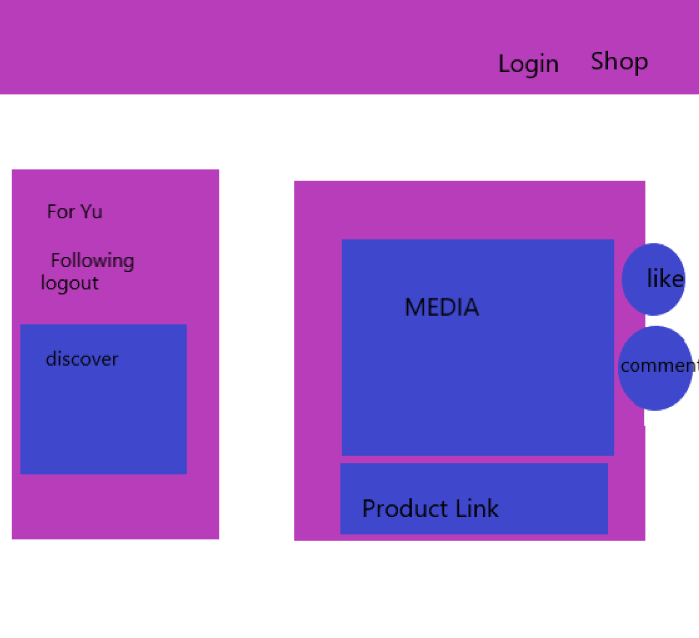 Login Shop
For Yu
Following
logout
discover
MEDIA
like
comment
Product Link